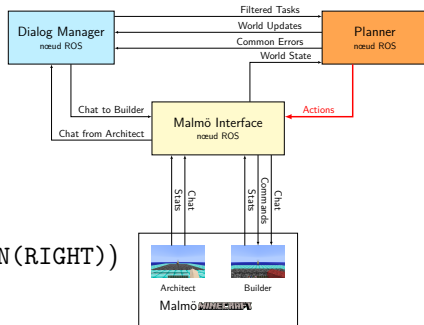 Filtered Tasks
Dialog Manager
nœud ROS
World Updates
Planner
nœud ROS
Common Errors
World State
Chat to Builder
Actions
Malmö Interface
nœud ROS
Chat from Architect
Stats
Chat
Stats
Commands
Chat
N(RIGHT))
Architect
Builder
Malmö MINECRAFT